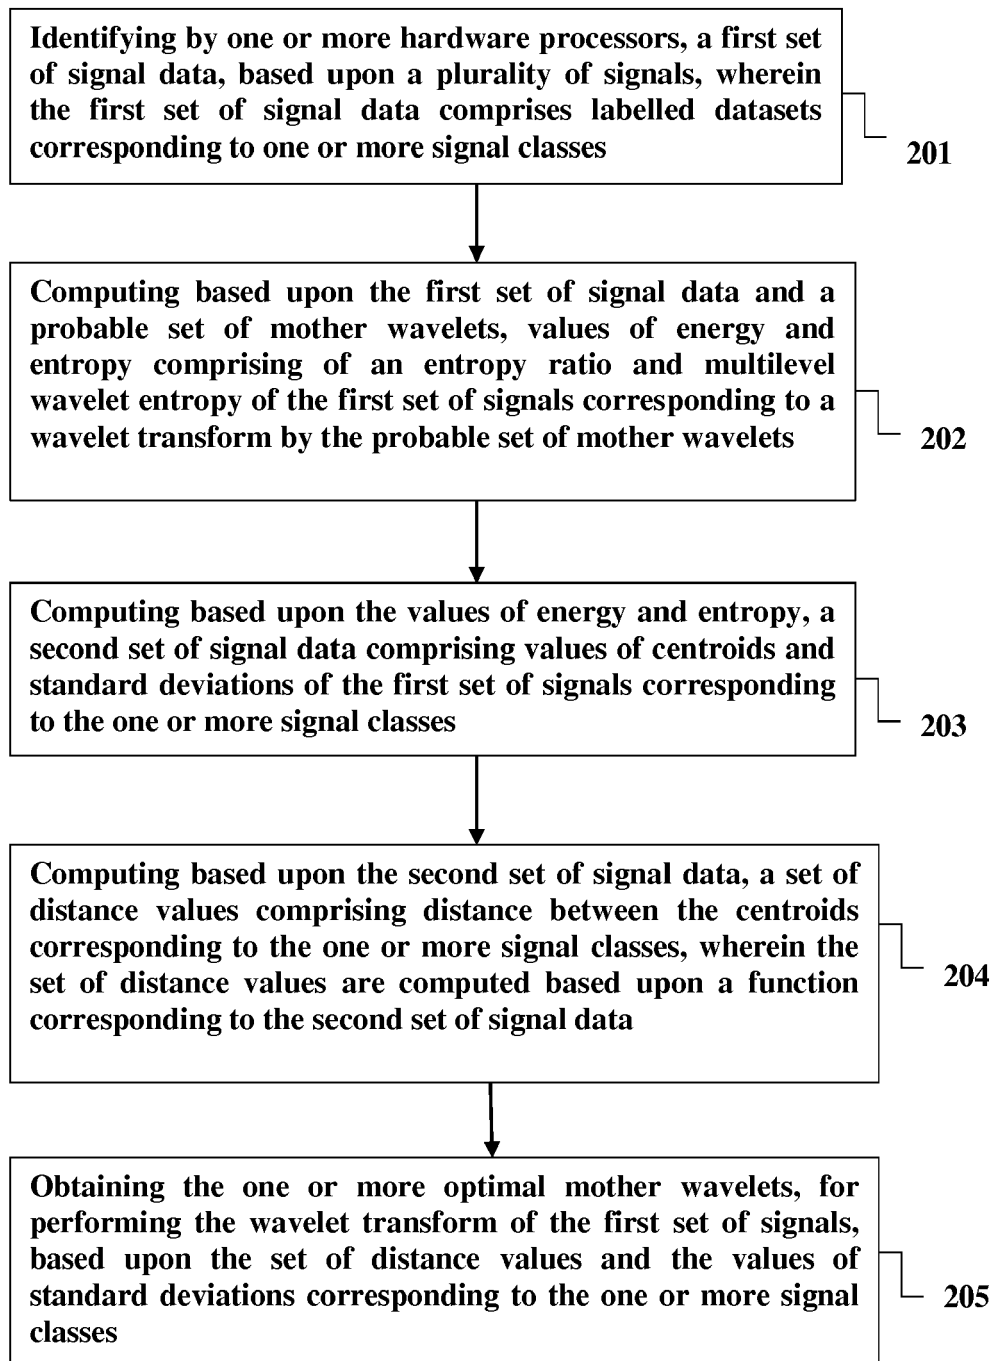 Identifying by one or more hardware processors, a first set
of signal data, based upon a plurality of signals, wherein
the first set of signal data comprises labelled datasets
corresponding to one or more signal classes
201
Computing based upon the first set of signal data and a
probable set of mother wavelets, values of energy and
entropy comprising of an entropy ratio and multilevel
wavelet entropy of the first set of signals corresponding to a
wavelet transform by the probable set of mother wavelets
202
Computing based upon the values of energy and entropy, a
second set of signal data comprising values of centroids and
standard deviations of the first set of signals corresponding
to the one or more signal classes
203
Computing based upon the second set of signal data, a set of
distance values comprising distance between the centroids
corresponding to the one or more signal classes, wherein the
set of distance values are computed based upon a function
corresponding to the second set of signal data
204
Obtaining the one or more optimal mother wavelets, for
performing the wavelet transform of the first set of signals,
based upon the set of distance values and the values of
standard deviations corresponding to the one or more signal
classes
205